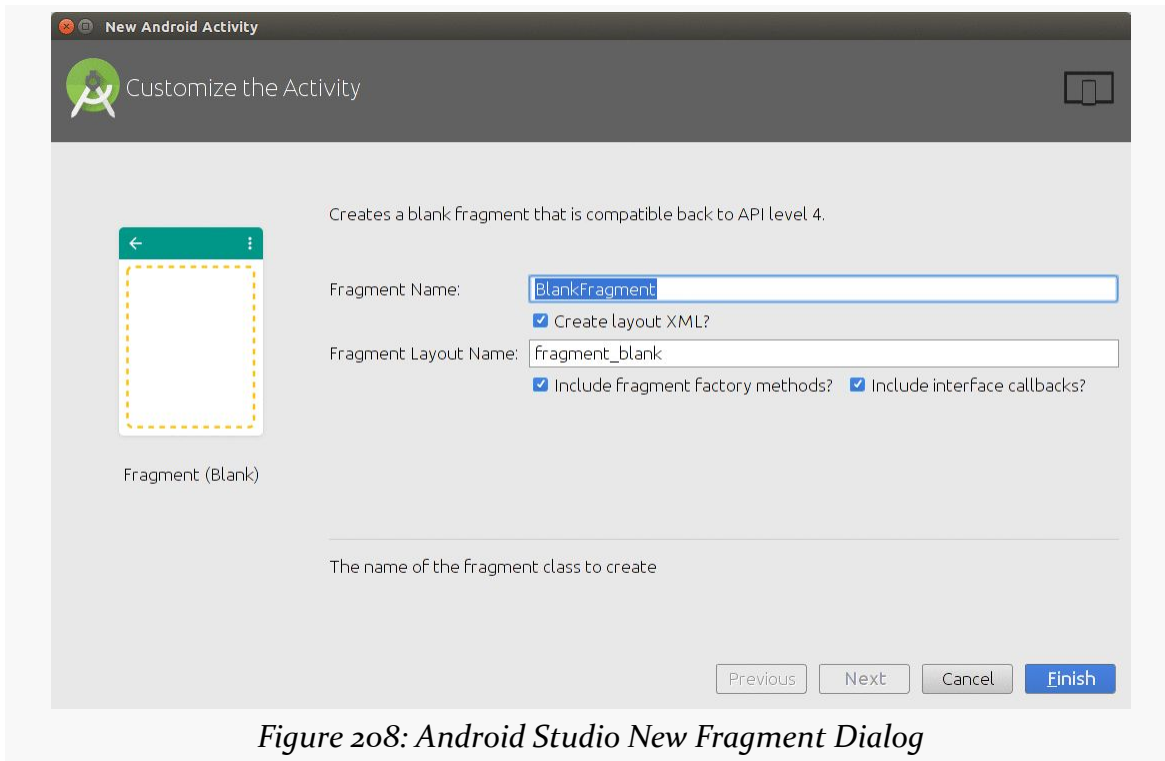 New Android Activity
Customize the Activity
Creates a blank fragment that is compatible back to API level 4.
Fragment Name: BlankFragment
Create layout XML?
Fragment Layout Name: fragment_blank
Include fragment factory methods? Include interface callbacks?
Fragment (Blank)
The name of the fragment class to create
Previous Next Cancel Finish
Figure 208: Android Studio New Fragment Dialog